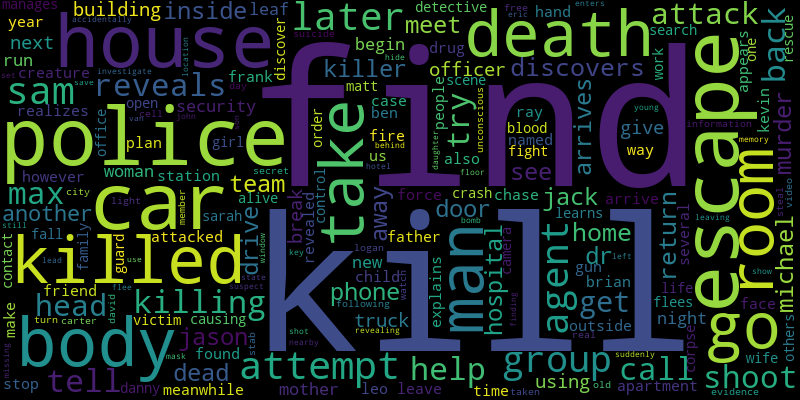 manages
accidentally
free
eric
enters
detective
hand
building
inside
leaf
later
meet
death
attack
year
house
find
begin
hide
search
rescue
next
run
creature
discover
suicide
drug
officer
scene
discovers
appears
work
one
back
sam
reveals
frank
killer
matt
people
try
realizes
open
security
set
day
unconscious
ray
case
ben
order
blood
named
fight
arrives
give
way
kevin
information
murder
police
plan
van
cell
john
location
investigate
save
office
girl
fire
behind
us
take
also
see
daughter
floor
young
memory
however
woman
station
secret
hotel
control
force
crash
chase
arrive
escape
room
max
city
team
alive
break
revealed
away
jack
learns
several
video
steal
another
car
light
member
sarah
father
door
still
fall
family
drive
window
key
logan
new
child
home
return
leaving
contact
lead
use
attacked
guard
killed
kill
man
hospital
camera
agent
dr
gun
left
life
michael
flee
state
bomb
explains
finding
brian
flees
show
friend
suspect
phone
following
watch
get
outside
face
others
make
head
david
killing
truck
real
night
corpse
go
turn
carter
victim
causing
shot
nearby
revealing
suddenly
wife
missing
body
mask
jason
stab
found
attempt
help
group
call
shoot
stop
tell
danny
dead
meanwhile
mother
leo
leave
time
using
taken
old
apartment
evidence